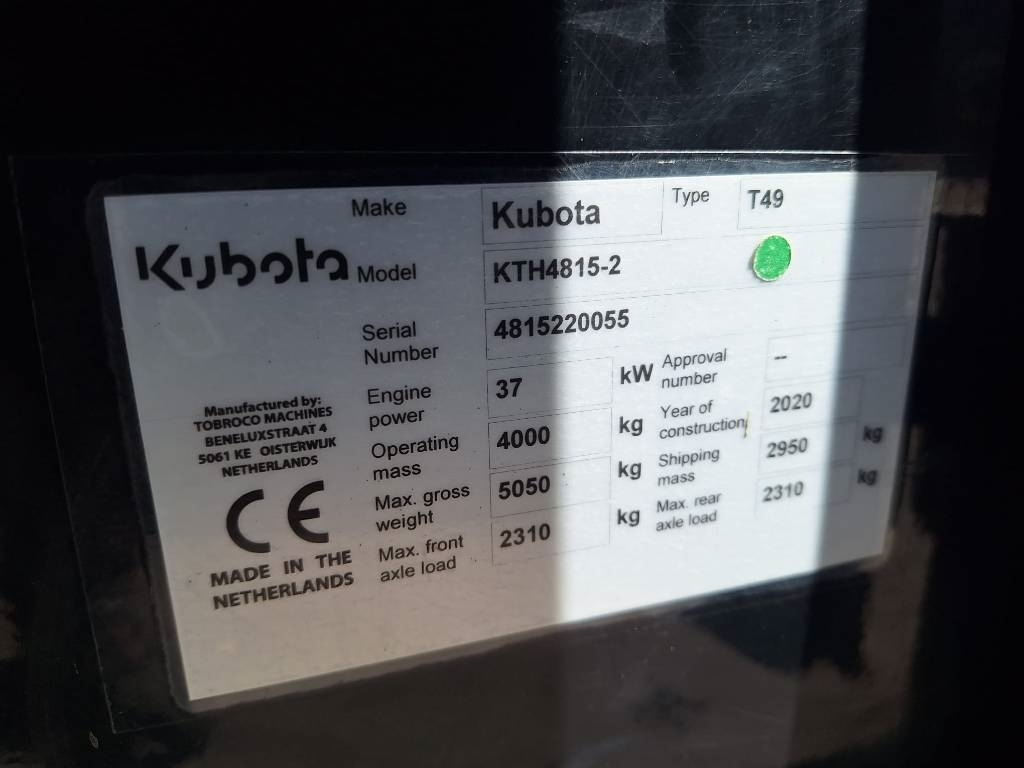 Make Kubota Type T49
Kubota
Model KTH4815-2
Serial
Number 4815220055
Engine
power 37 kW Approval
number --
Operating
mass 4000 kg Year of
construction 2020
Max. gross
weight 5050 kg Shipping
mass 2950 kg
Max. front
axle load 2310 kg Max. rear
axle load 2310 kg
Manufactured by:
TOBROCO MACHINES
BENELUXSTRAAT 4
5061 KE OISTERWIJK
NETHERLANDS
CE
MADE IN THE
NETHERLANDS